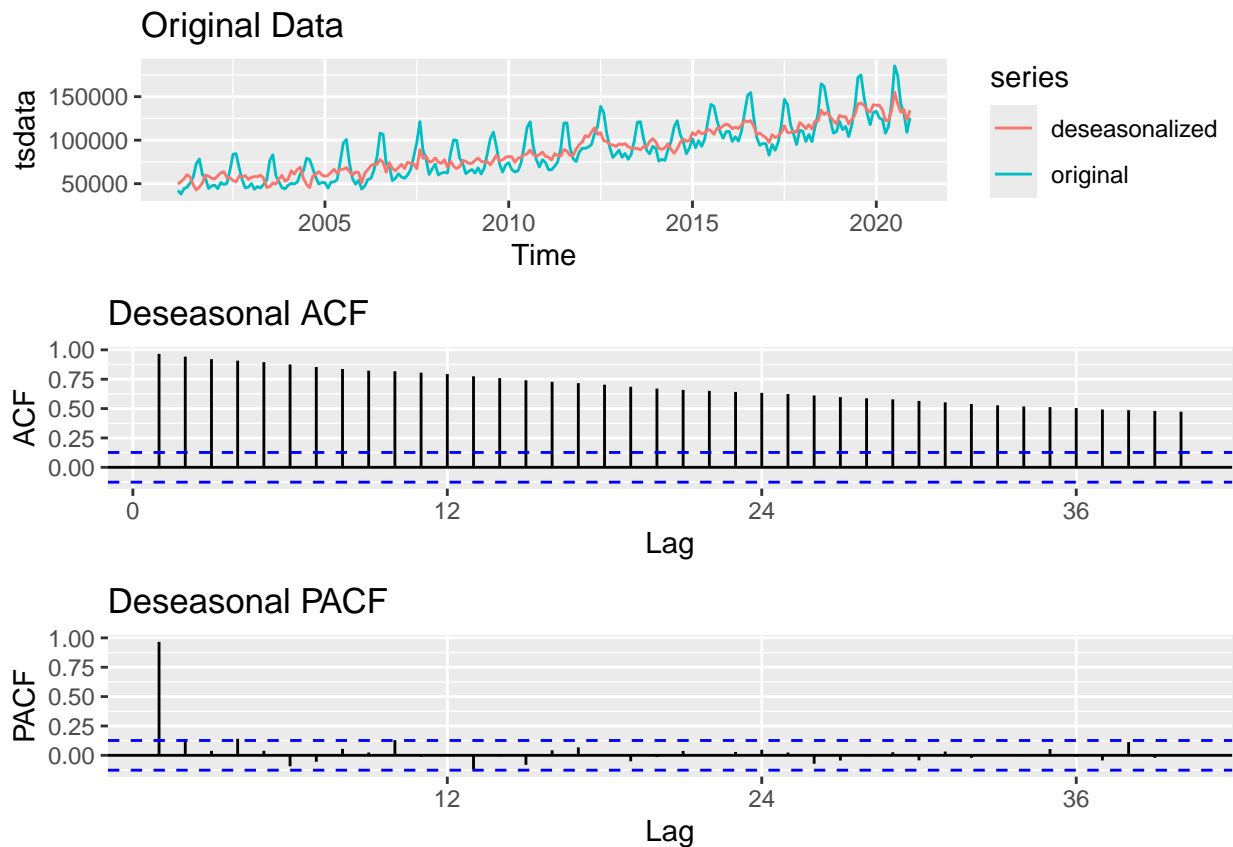 Original Data
tsdata
150000
100000
50000
2005 2010 2015 2020
Time
series
deseasonalized
original
Deseasonal ACF
ACF
1.00
0.75
0.50
0.25
0.00
0 12 24 36
Lag
Deseasonal PACF
PACF
1.00
0.75
0.50
0.25
0.00
12 24 36
Lag